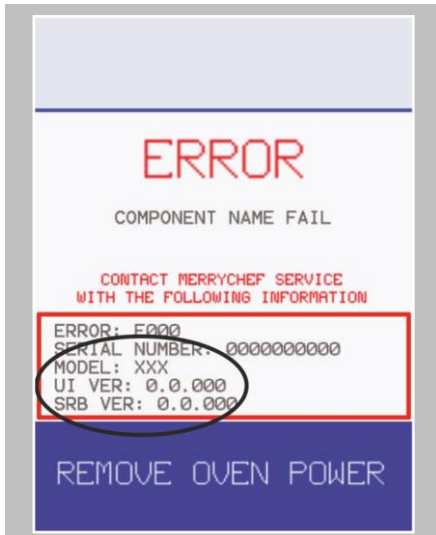 ERROR
COMPONENT NAME FAIL
CONTACT MERRYCHEF SERVICE
WITH THE FOLLOWING INFORMATION
ERROR: E000
SERIAL NUMBER: 0000000000
MODEL: XXX
UI VER: 0.0.000
SRB VER: 0.0.000
REMOVE OVEN POWER